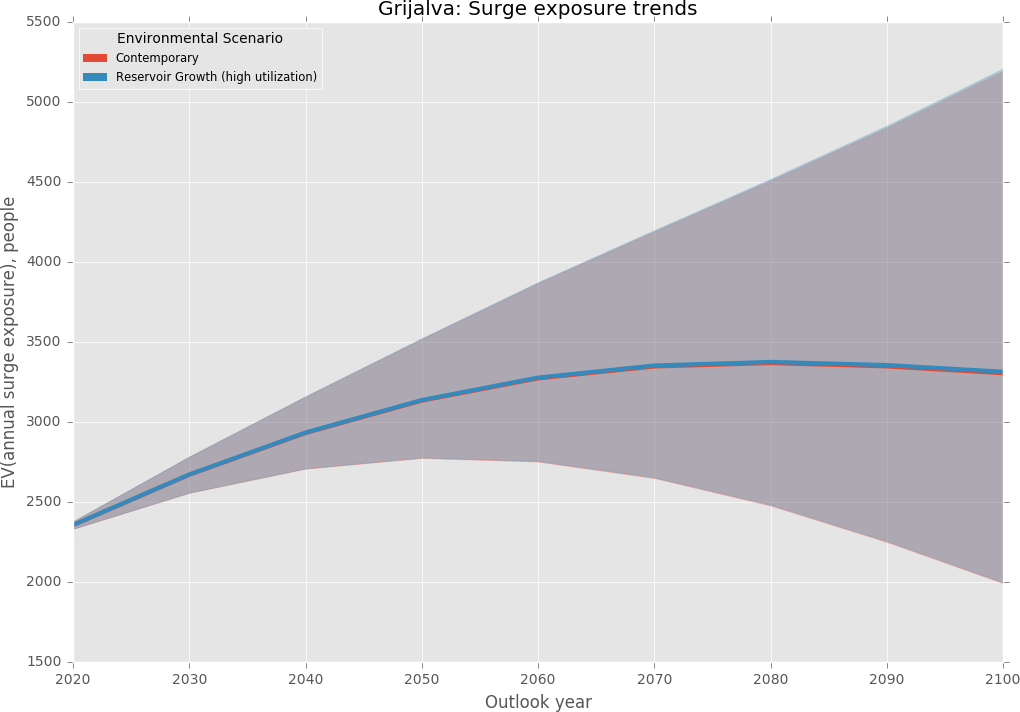 Grijalva: Surge exposure trends
Environmental Scenario
Contemporary
Reservoir Growth (high utilization)
EV(annual surge exposure), people
5500
5000
4500
4000
3500
3000
2500
2000
1500
2020 2030 2040 2050 2060 2070 2080 2090 2100
Outlook year